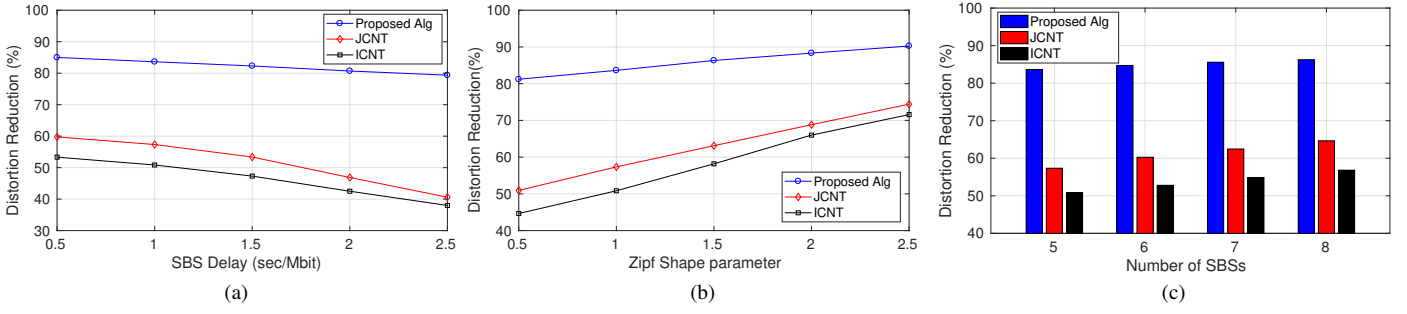 100
90
80
70
60
50
40
30
0.5
1
1.5
2
2.5
Distortion Reduction (%)
SBS Delay (sec/Mbit)
Proposed Alg
JCNT
ICNT
(a)
100
90
80
70
60
50
40
0.5
1
1.5
2
2.5
Distortion Reduction(%)
Zipf Shape parameter
Proposed Alg
JCNT
ICNT
(b)
100
90
80
70
60
50
40
5
6
7
8
Distortion Reduction (%)
Number of SBSs
Proposed Alg
JCNT
ICNT
(c)